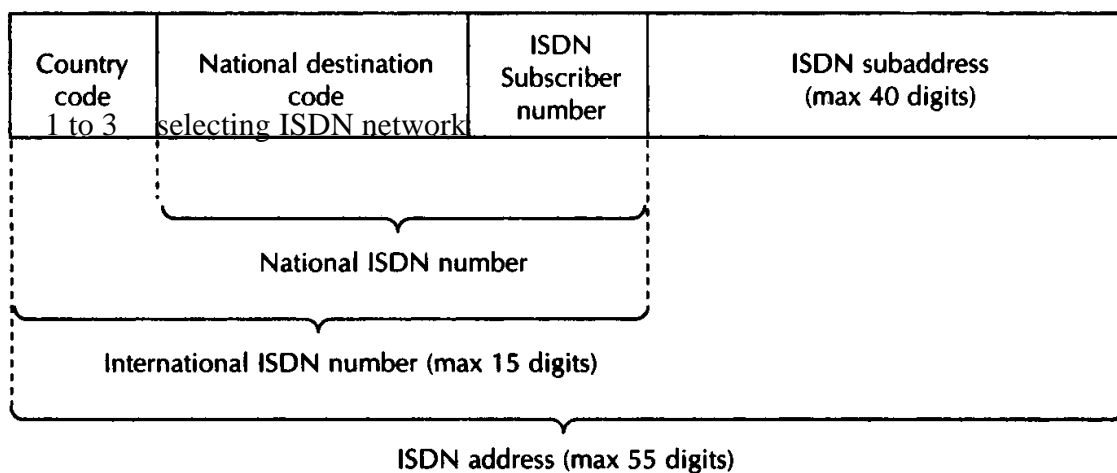 Country
code
1 to 3
National destination
code
selecting ISDN network
ISDN
Subscriber
number
ISDN subaddress
(max 40 digits)
National ISDN number
International ISDN number (max 15 digits)
ISDN address (max 55 digits)